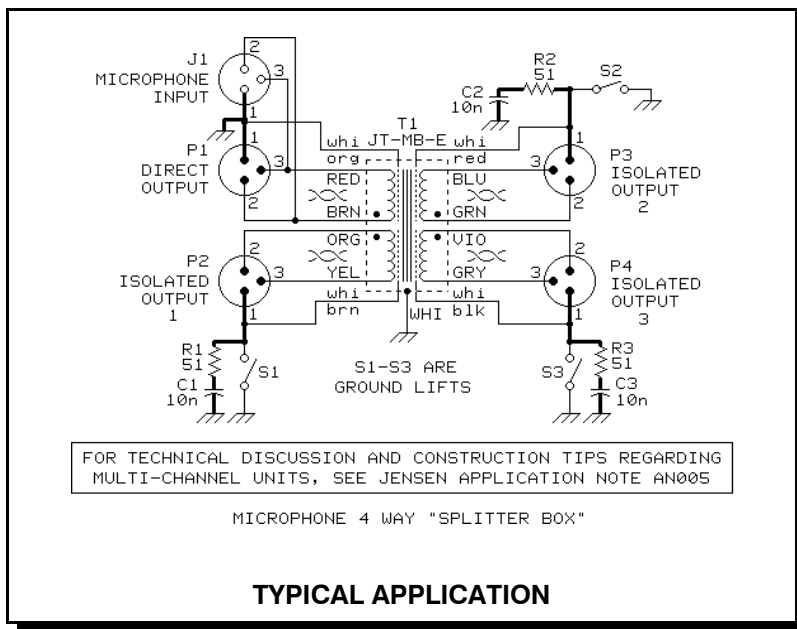 J1
MICROPHONE
INPUT
2
3
1
P1
DIRECT
OUTPUT
1
3
2
P2
ISOLATED
OUTPUT
1
2
3
1
R1
51
C1
10n
S1
T1
JT-MB-E
whi
org
RED
BRN
ORG
YEL
whi
brn
whi
red
BLU
GRN
VIO
GRY
whi
blk
WHI
R2
51
S2
C2
10n
1
3
2
P3
ISOLATED
OUTPUT
2
2
3
1
P4
ISOLATED
OUTPUT
3
S3
R3
51
C3
10n
S1-S3 ARE
GROUND LIFTS
FOR TECHNICAL DISCUSSION AND CONSTRUCTION TIPS REGARDING
MULTI-CHANNEL UNITS, SEE JENSEN APPLICATION NOTE AN005
MICROPHONE 4 WAY "SPLITTER BOX"
TYPICAL APPLICATION